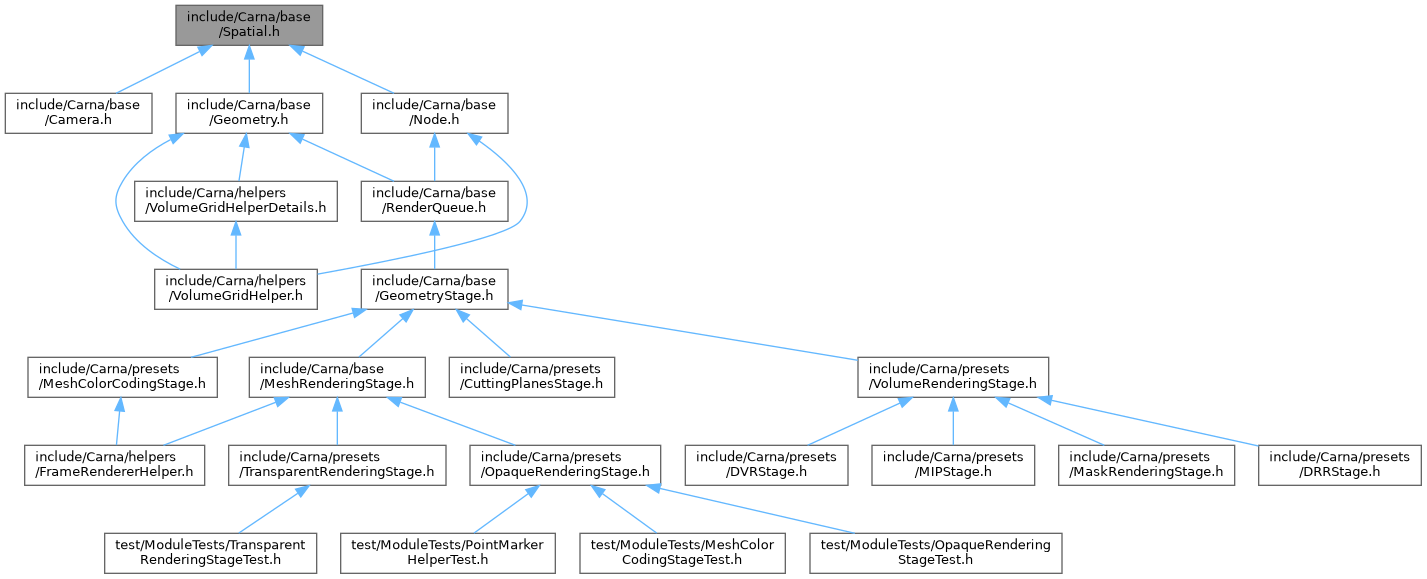 include/Carna/base
/Spatial.h
include/Carna/base
/Camera.h
include/Carna/base
/Geometry.h
include/Carna/base
/Node.h
include/Carna/helpers
/VolumeGridHelperDetails.h
include/Carna/base
/RenderQueue.h
include/Carna/helpers
/VolumeGridHelper.h
include/Carna/base
/GeometryStage.h
include/Carna/presets
/MeshColorCodingStage.h
include/Carna/base
/MeshRenderingStage.h
include/Carna/presets
/CuttingPlanesStage.h
include/Carna/presets
/VolumeRenderingStage.h
include/Carna/helpers
/FrameRendererHelper.h
include/Carna/presets
/TransparentRenderingStage.h
include/Carna/presets
/OpaqueRenderingStage.h
include/Carna/presets
/DVRStage.h
include/Carna/presets
/MIPStage.h
include/Carna/presets
/MaskRenderingStage.h
include/Carna/presets
/DRRStage.h
test/ModuleTests/Transparent
RenderingStageTest.h
test/ModuleTests/PointMarker
HelperTest.h
test/ModuleTests/MeshColor
CodingStageTest.h
test/ModuleTests/OpaqueRendering
StageTest.h